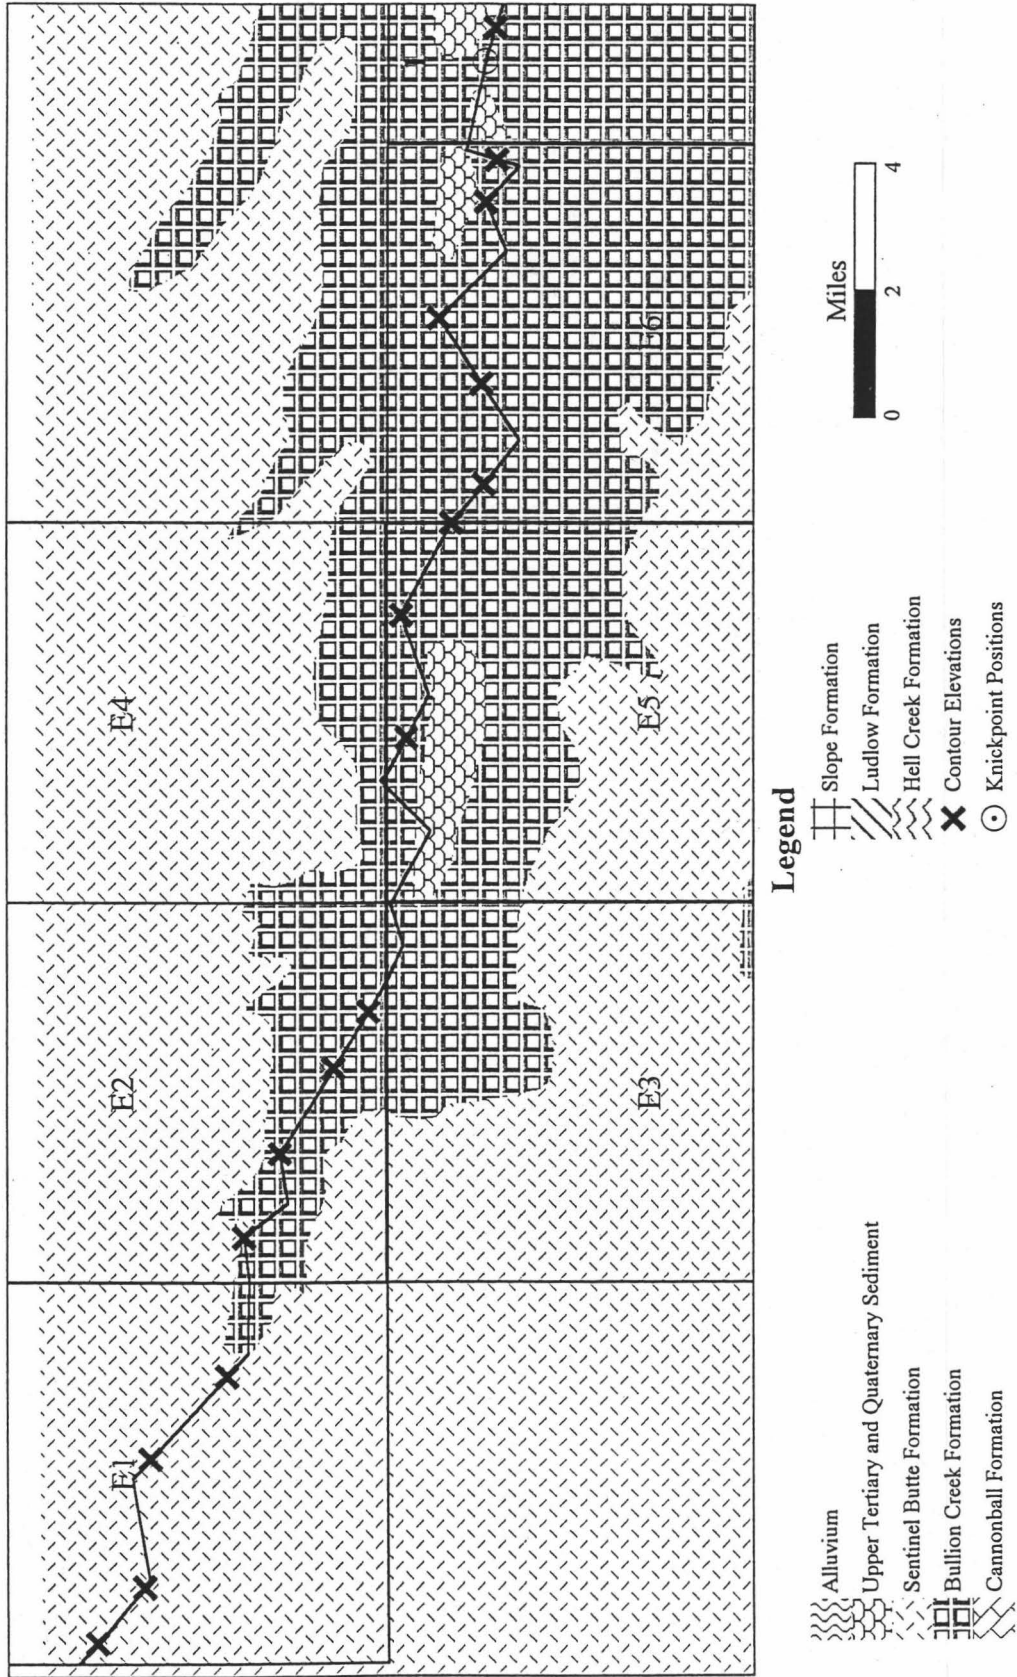 E1
E2
E4
E3
E5
E6
I
Miles
0 2 4
Legend
Alluvium
Upper Tertiary and Quaternary Sediment
Sentinel Butte Formation
Bullion Creek Formation
Cannonball Formation
Slope Formation
Ludlow Formation
Hell Creek Formation
Contour Elevations
Knickpoint Positions